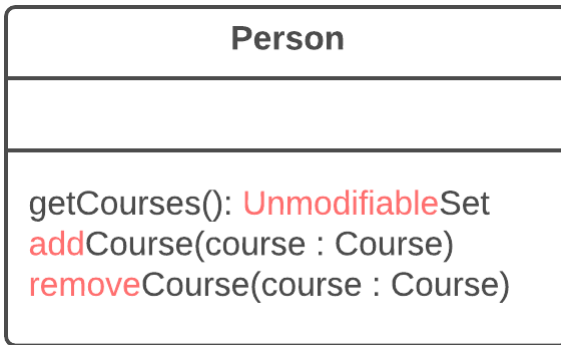 Person
getCourses(): UnmodifiableSet
addCourse(course : Course)
removeCourse(course : Course)